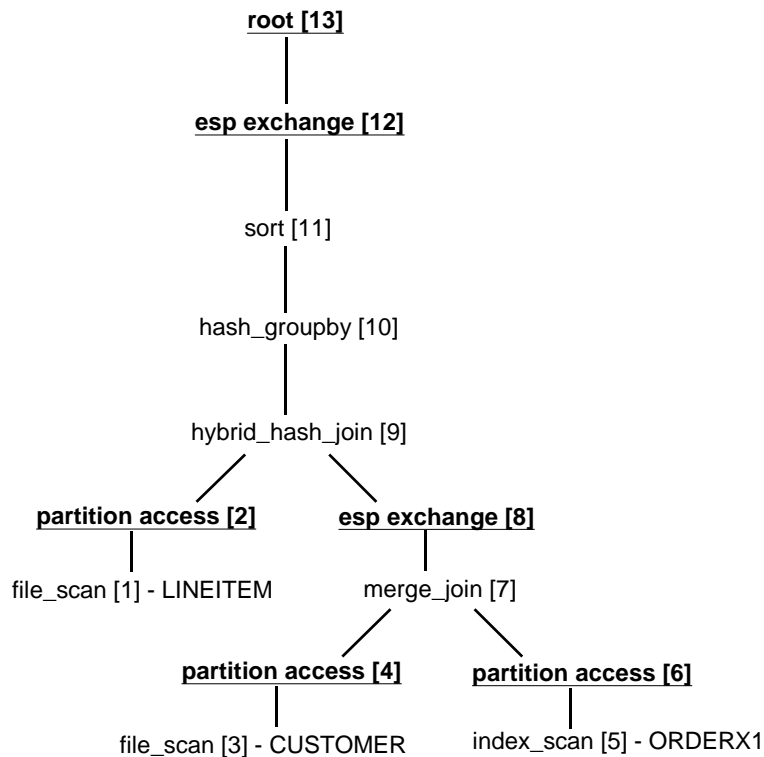 root [13]
esp exchange [12]
sort [11]
hash_groupby [10]
hybrid_hash_join [9]
partition access [2]
esp exchange [8]
file_scan [1] - LINEITEM
merge_join [7]
partition access [4]
partition access [6]
file_scan [3] - CUSTOMER
index_scan [5] - ORDERX1